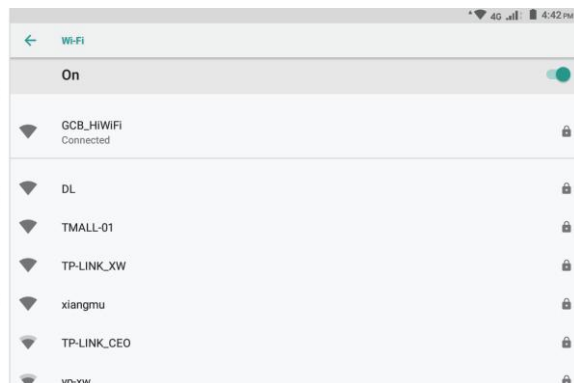 4G 4:42 PM
Wi-Fi
On
GCB_HiWiFi
Connected
DL
TMALL-01
TP-LINK_XW
xiangmu
TP-LINK_CEO